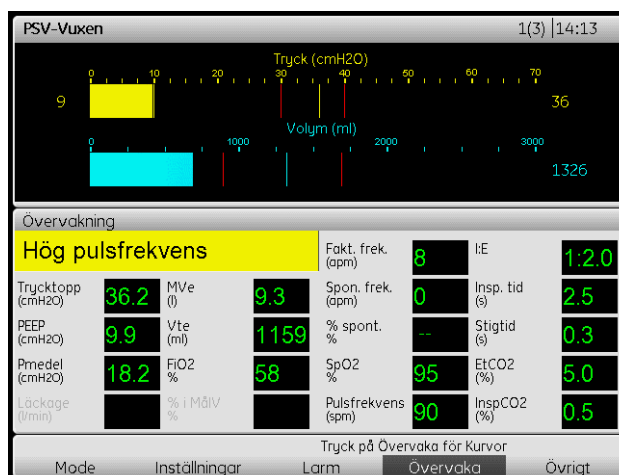 PSV-Vuxen 1(3) 14:13
Tryck (cmH2O)
0 10 20 30 40 50 60 70
9 36
Volym (ml)
0 1000 2000 3000
1326
Övervakning
Hög pulsfrekvens
Fakt. frek. (apm) 8 I:E 1:2.0
Trycktopp (cmH2O) 36.2 MVe (l) 9.3 Spon. frek. (apm) 0 Insp. tid (s) 2.5
PEEP (cmH2O) 9.9 Vte (ml) 1159 % spont. % -- Stigtid (s) 0.3
Pmedel (cmH2O) 18.2 FiO2 % 58 SpO2 % 95 EtCO2 (%) 5.0
Läckage (l/min) % i MålV % Pulsfrekvens (spm) 90 InspCO2 (%) 0.5
Tryck på Övervaka för Kurvor
Mode Inställningar Larm Övervaka Övrigt